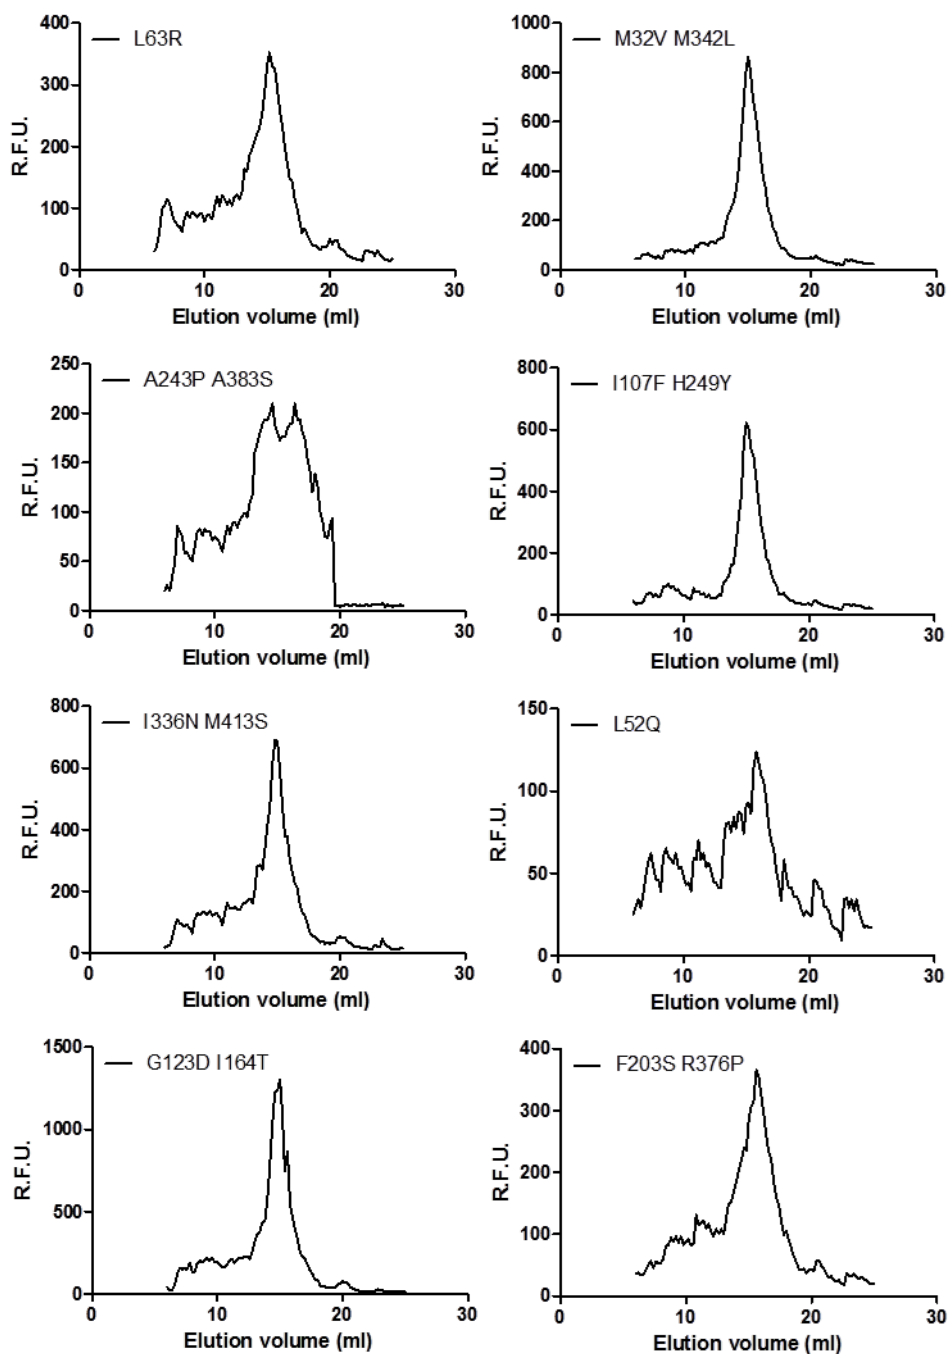 L63R
R.F.U.
400
300
200
100
0
0 10 20 30
Elution volume (ml)
M32V M342L
R.F.U.
1000
800
600
400
200
0
0 10 20 30
Elution volume (ml)
A243P A383S
R.F.U.
250
200
150
100
50
0
0 10 20 30
Elution volume (ml)
I107F H249Y
R.F.U.
800
600
400
200
0
0 10 20 30
Elution volume (ml)
I336N M413S
R.F.U.
800
600
400
200
0
0 10 20 30
Elution volume (ml)
L52Q
R.F.U.
150
100
50
0
0 10 20 30
Elution volume (ml)
G123D I164T
R.F.U.
1500
1000
500
0
0 10 20 30
Elution volume (ml)
F203S R376P
R.F.U.
400
300
200
100
0
0 10 20 30
Elution volume (ml)